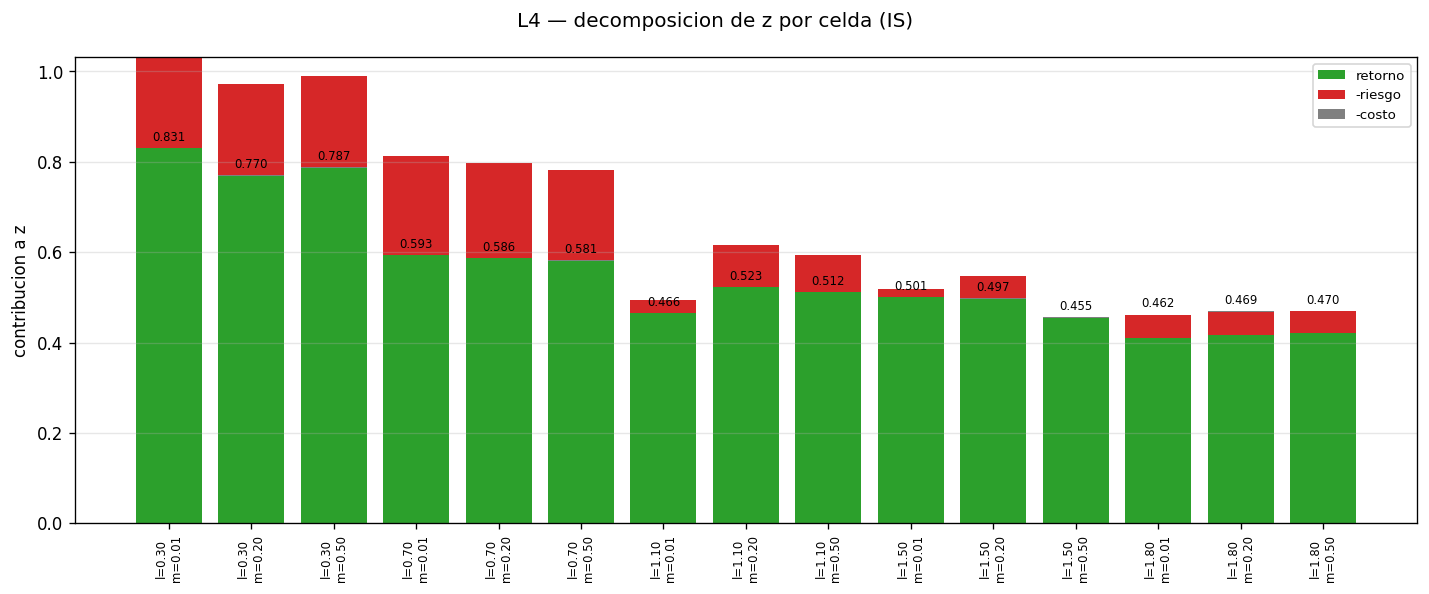 L4 — decomposicion de z por celda (IS)
retorno
-riesgo
-costo
contribucion a z
1.0
0.8
0.6
0.4
0.2
0.0
0.831
0.770
0.787
0.593
0.586
0.581
0.466
0.523
0.512
0.501
0.497
0.455
0.462
0.469
0.470
l=0.30
m=0.01
l=0.30
m=0.20
l=0.30
m=0.50
l=0.70
m=0.01
l=0.70
m=0.20
l=0.70
m=0.50
l=1.10
m=0.01
l=1.10
m=0.20
l=1.10
m=0.50
l=1.50
m=0.01
l=1.50
m=0.20
l=1.50
m=0.50
l=1.80
m=0.01
l=1.80
m=0.20
l=1.80
m=0.50